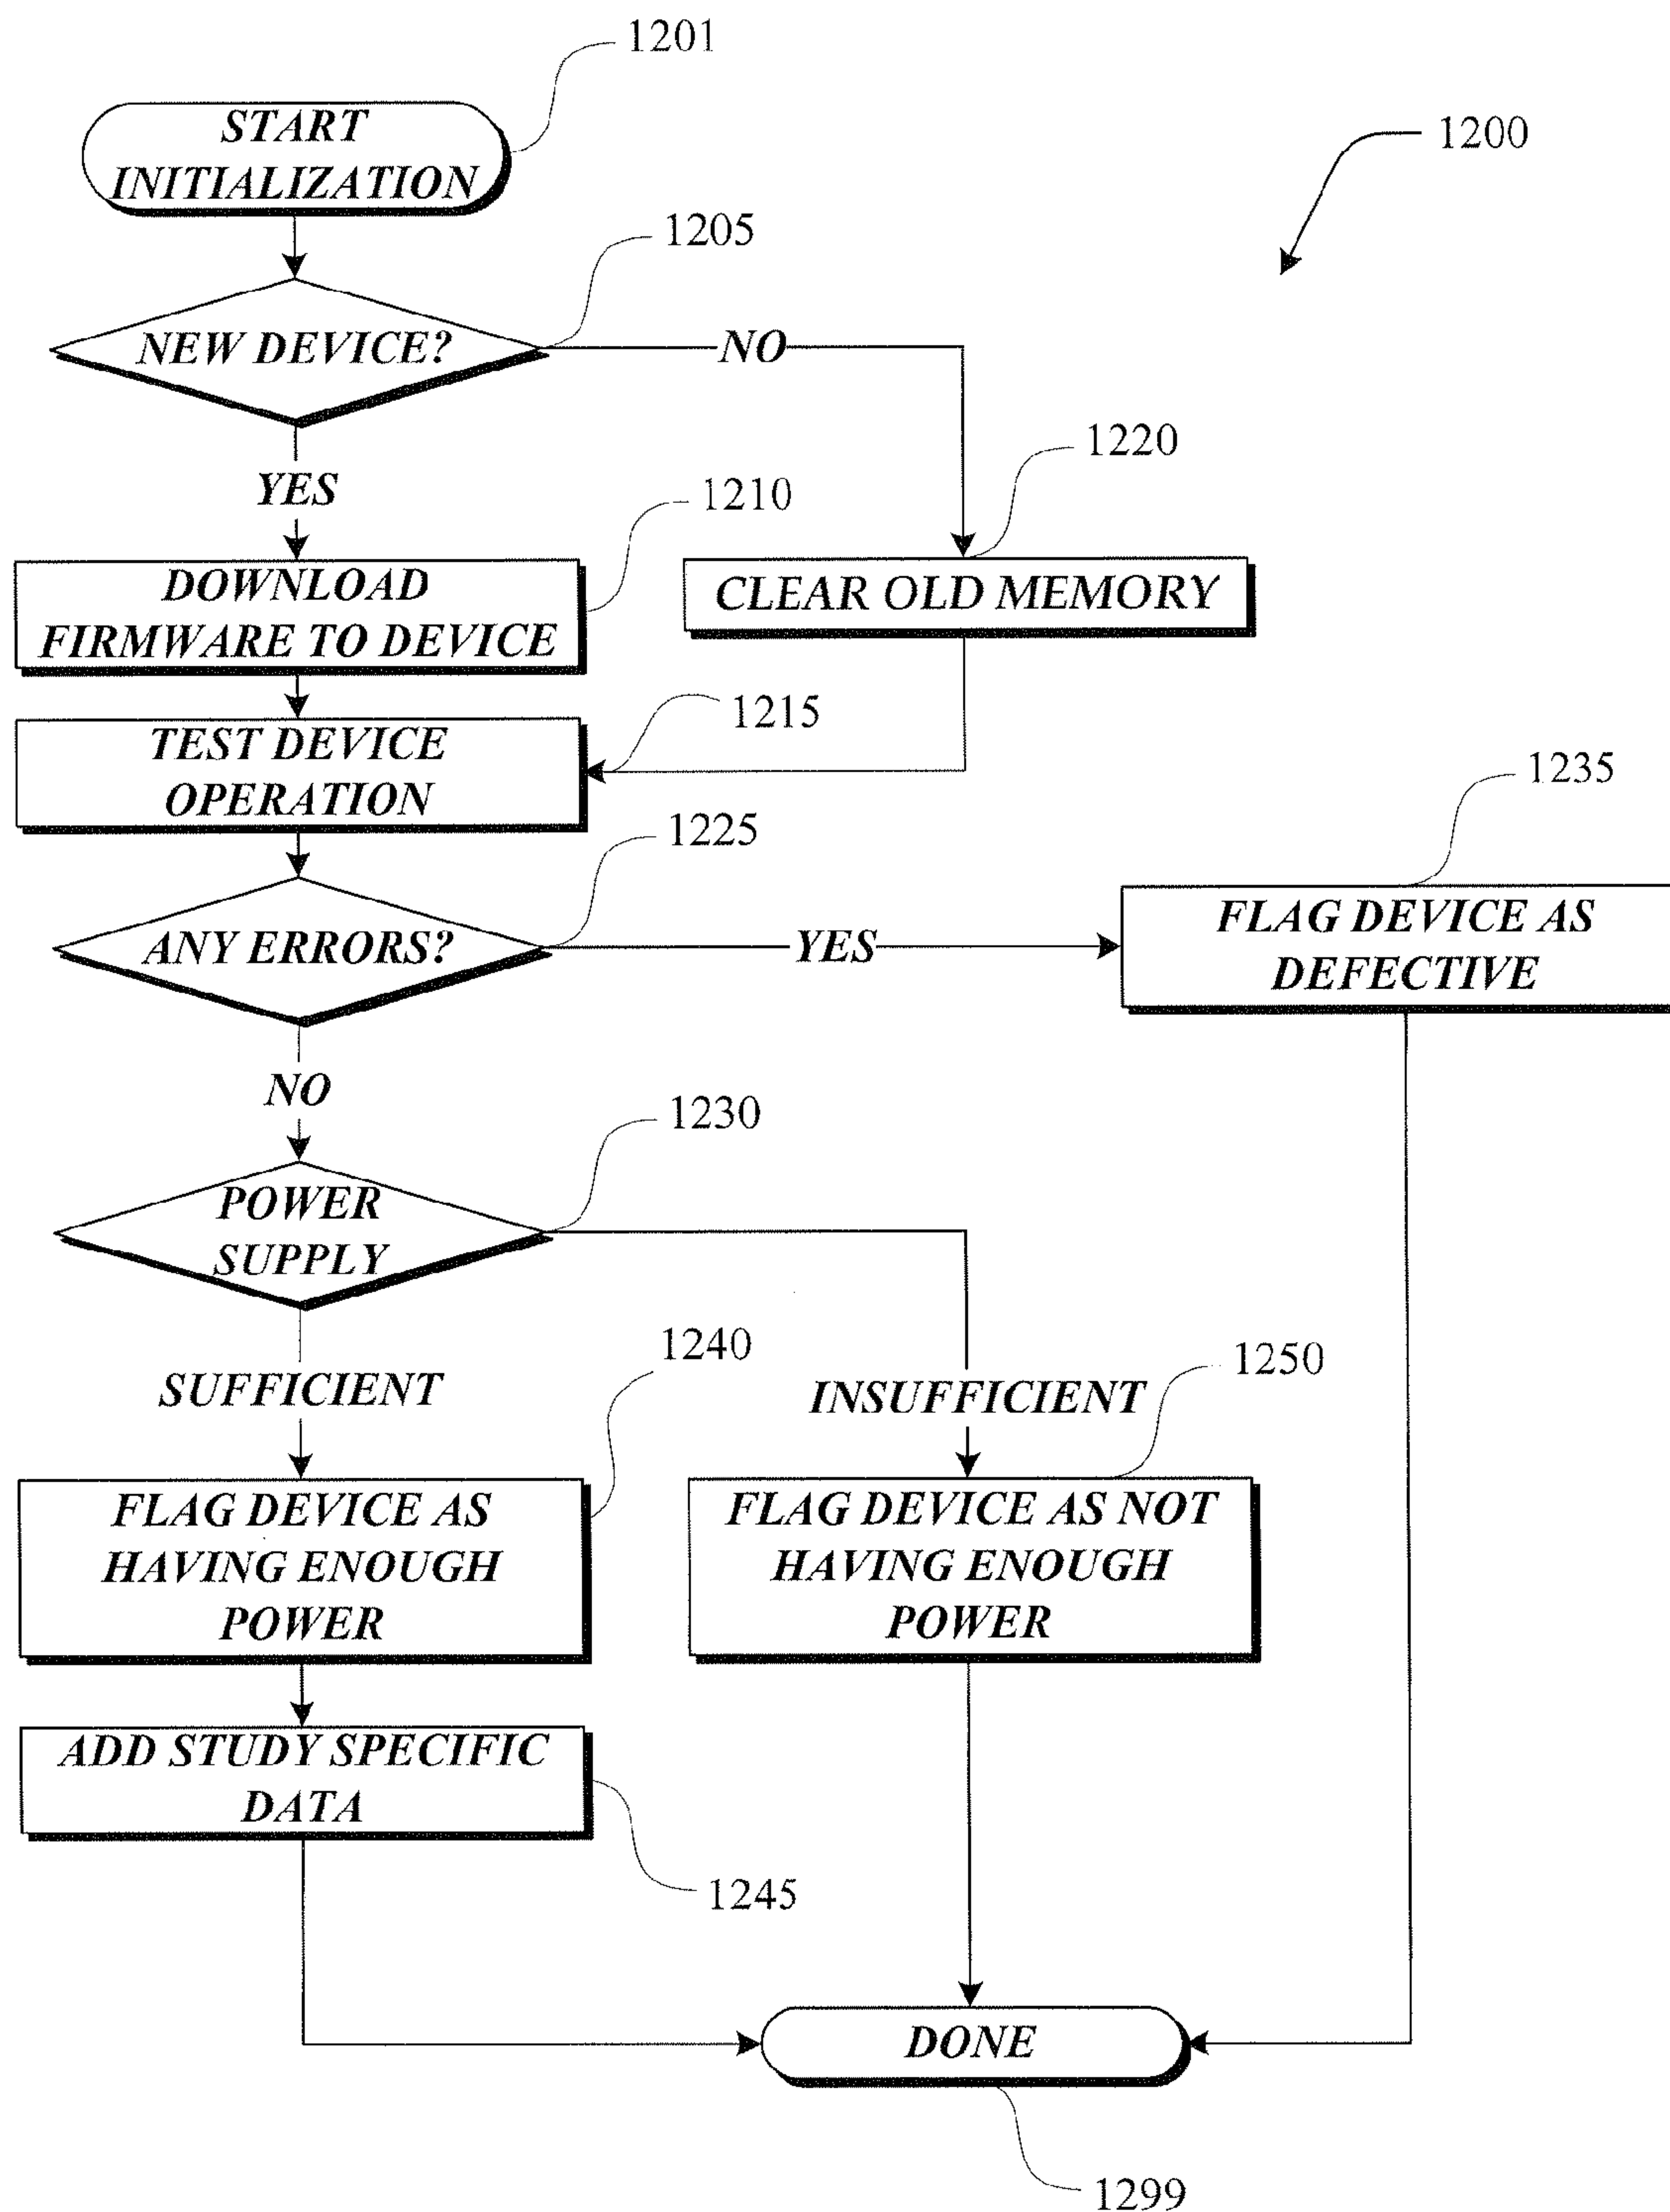 1201
START
INITIALIZATION
1200
1205
NEW DEVICE?
NO
1220
YES
1210
DOWNLOAD
FIRMWARE TO DEVICE
CLEAR OLD MEMORY
1215
TEST DEVICE
OPERATION
1235
1225
ANY ERRORS?
YES
FLAG DEVICE AS
DEFECTIVE
NO
1230
POWER
SUPPLY
1240
1250
SUFFICIENT
INSUFFICIENT
FLAG DEVICE AS
HAVING ENOUGH
POWER
FLAG DEVICE AS NOT
HAVING ENOUGH
POWER
ADD STUDY SPECIFIC
DATA
1245
DONE
1299